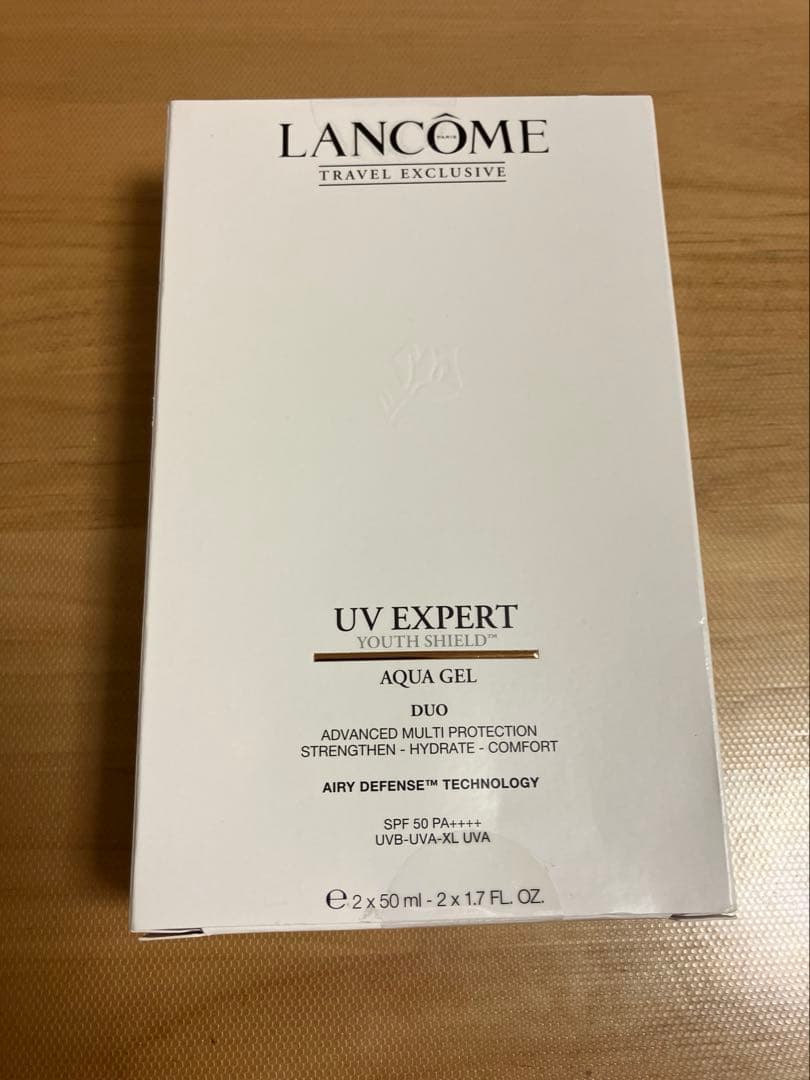 LANCÔME
PARIS
TRAVEL EXCLUSIVE
UV EXPERT
YOUTH SHIELD™
AQUA GEL
DUO
ADVANCED MULTI PROTECTION
STRENGTHEN - HYDRATE - COMFORT
AIRY DEFENSE™ TECHNOLOGY
SPF 50 PA++++
UVB-UVA-XL UVA
℮ 2 x 50 ml - 2 x 1.7 FL. OZ.